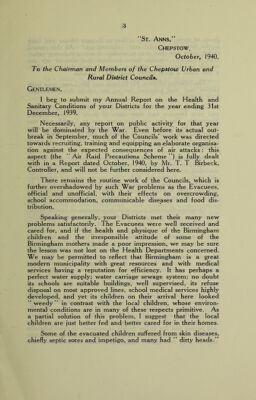 3
"St. Anns,"
Chepstow,
October, 1940.
To the Chairman and Members of the Chepstow Urban and
Rural District Councils.
Gentlemen,
I beg to submit my Annual Report on the Health and
Sanitary Conditions of your Districts for the year ending 31st
December, 1939.
Necessarily, any report on public activity for that year
will be dominated by the War. Even before its actual out-
break in September, much of the Councils' work was directed
towards recruiting, training and equipping an elaborate organisa-
tion against the expected consequences of air attacks: this
aspect (the "Air Raid Precautions Scheme") is fully dealt
with in a Report dated October, 1940, by Mr. T. T. Birbeck,
Controller, and will not be further considered here.
There remains the routine work of the Councils, which is
further overshadowed by such War problems as the Evacuees,
official and unofficial, with their effects on overcrowding,
school accommodation, communicable diseases and food dis-
tribution.
Speaking generally, your Districts met their many new
problems satisfactorily. The Evacuees were well received and
cared for, and if the health and physique of the Birmingham
children and the irresponsible attitude of some of the
Birmingham mothers made a poor impression, we may be sure
the lesson was not lost on the Health Departments concerned.
We may be permitted to reflect that Birmingham is a great
modern municipality with great resources and with medical
services having a reputation for efficiency. It has perhaps a
perfect water supply; water carriage sewage system; no doubt
its schools are suitable buildings, well supervised, its refuse
disposal on most approved lines, school medical services highly
developed, and yet its children on their arrival here looked
"weedy" in contrast with the local children, whose environ-
mental conditions are in many of these respects primitive. As
a partial solution of this problem, I suggest that the local
children are just better fed and better cared for in their homes.
Some of the evacuated children suffered from skin diseases,
chiefly septic sores and impetigo, and many had "dirty heads."